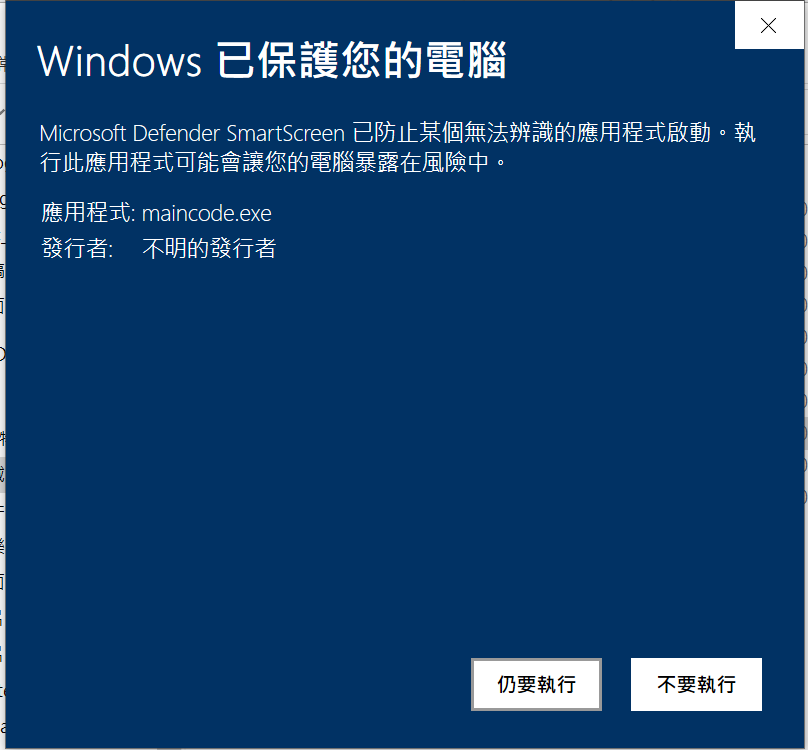 Windows 已保護您的電腦
Microsoft Defender SmartScreen 已防止某個無法辨識的應用程式啟動。執
行此應用程式可能會讓您的電腦暴露在風險中。
應用程式: maincode.exe
發行者: 不明的發行者
仍要執行
不要執行